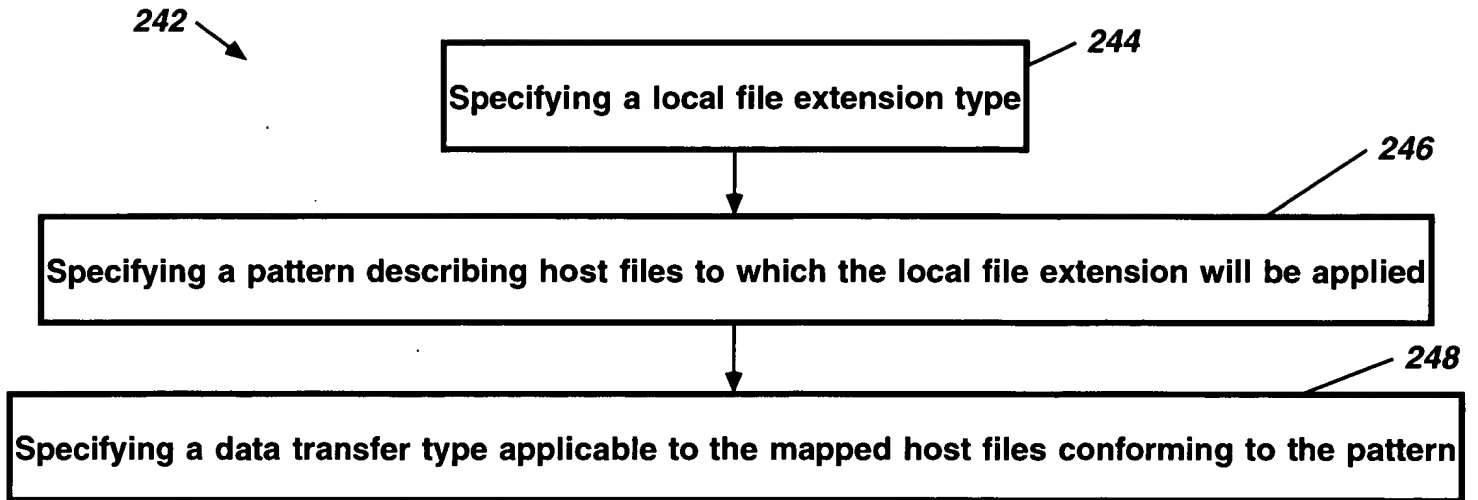 242
244
Specifying a local file extension type
246
Specifying a pattern describing host files to which the local file extension will be applied
248
Specifying a data transfer type applicable to the mapped host files conforming to the pattern